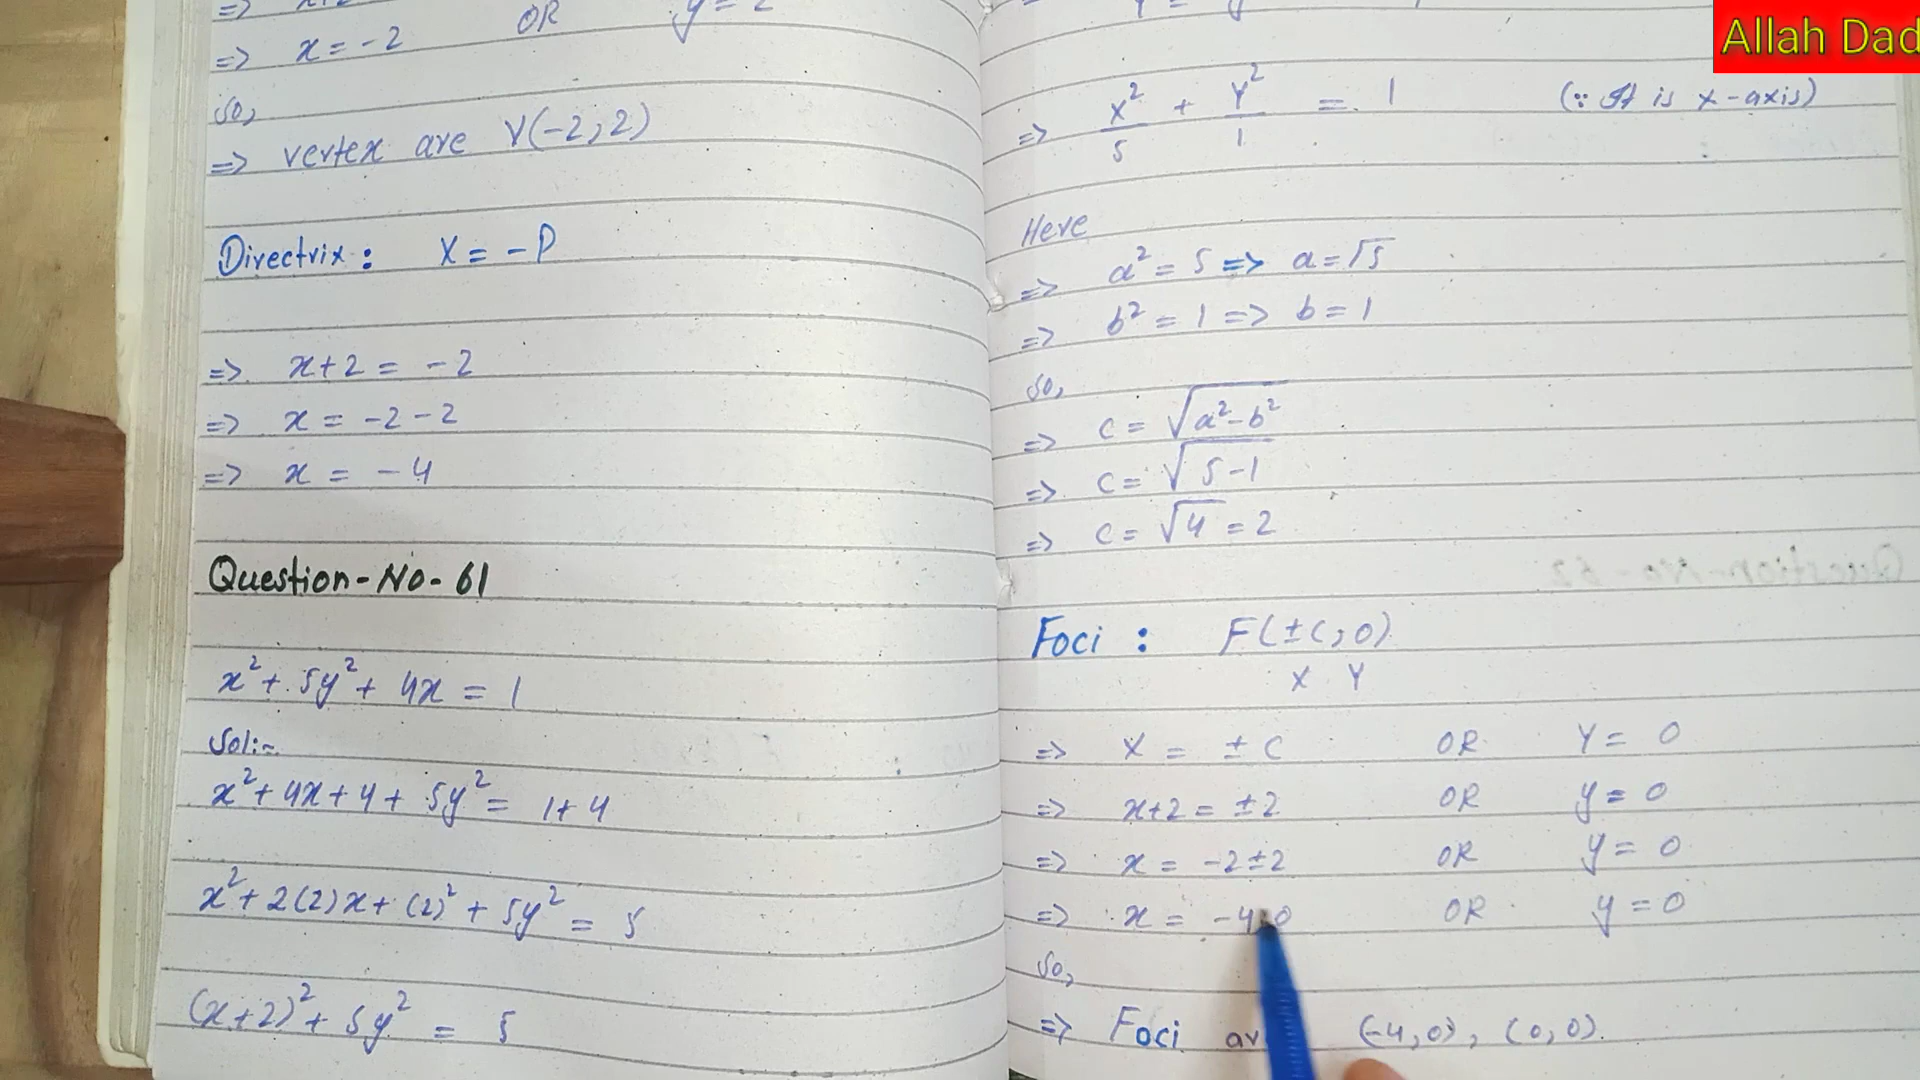 => x = -2 OR y = 2
so,
=> vertex are V(-2,2)
Directrix: X = -P
=> x+2 = -2
=> x = -2-2
=> x = -4
Question-No-61
x²+5y²+4x = 1
Sol:-
x²+4x+4+5y² = 1+4
x²+2(2)x+(2)²+5y² = 5
(x+2)²+5y² = 5
Allah Dad
=> X²/5 + Y²/1 = 1 (∵ It is x-axis)
Here
=> a² = 5 => a = √5
=> b² = 1 => b = 1
so,
=> c = √a²-b²
=> c = √5-1
=> c = √4 = 2
Foci : F(±c,0)
X Y
=> X = ±c OR Y = 0
=> x+2 = ±2 OR y = 0
=> x = -2±2 OR y = 0
=> x = -4,0 OR y = 0
so,
=> Foci (-4,0), (0,0).